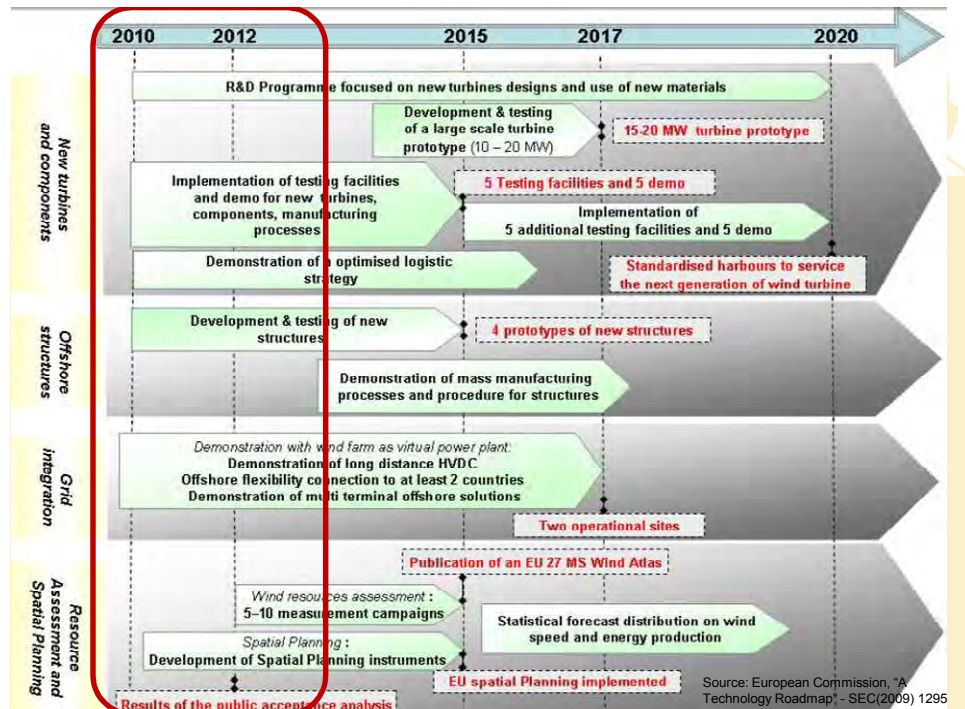 2010 2012 2015 2017 2020
New turbines
and components
R&D Programme focused on new turbines designs and use of new materials
Development & testing
of a large scale turbine
prototype (10 – 20 MW)
15-20 MW turbine prototype
Implementation of testing facilities
and demo for new turbines,
components, manufacturing
processes
5 Testing facilities and 5 demo
Implementation of
5 additional testing facilities and 5 demo
Demonstration of a optimised logistic
strategy
Standardised harbours to service
the next generation of wind turbine
Offshore
structures
Development & testing of new
structures
4 prototypes of new structures
Demonstration of mass manufacturing
processes and procedure for structures
Grid
integration
Demonstration with wind farm as virtual power plant:
Demonstration of long distance HVDC
Offshore flexibility connection to at least 2 countries
Demonstration of multi terminal offshore solutions
Two operational sites
Resource
Assessment and
Spatial Planning
Publication of an EU 27 MS Wind Atlas
Wind resources assessment :
5-10 measurement campaigns
Statistical forecast distribution on wind
speed and energy production
Spatial Planning :
Development of Spatial Planning instruments
EU spatial Planning implemented
Results of the public acceptance analysis
Source: European Commission, “A
Technology Roadmap” - SEC(2009) 1295